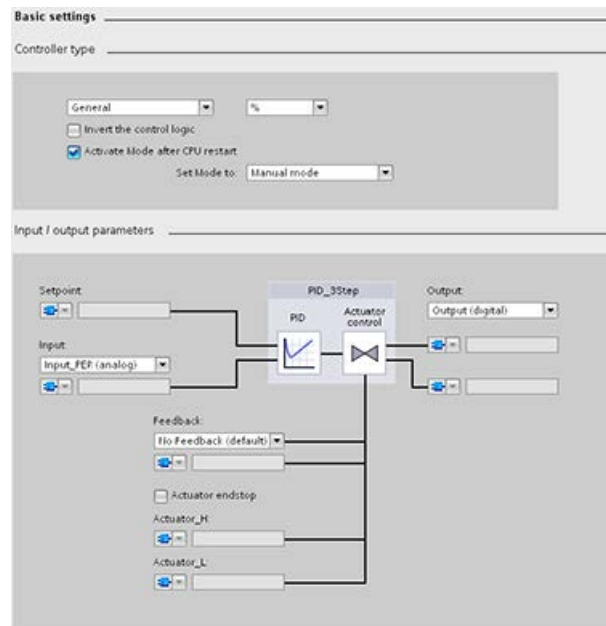 Basic settings
Controller type
General
%
Invert the control logic
Activate Mode after CPU restart
Set Mode to: Manual mode
Input / output parameters
Setpoint:
PID_3Step
Output:
PID
Actuator control
Output (digital)
Input:
Input_PER (analog)
Feedback:
No Feedback (default)
Actuator endstop
Actuator_H:
Actuator_L: